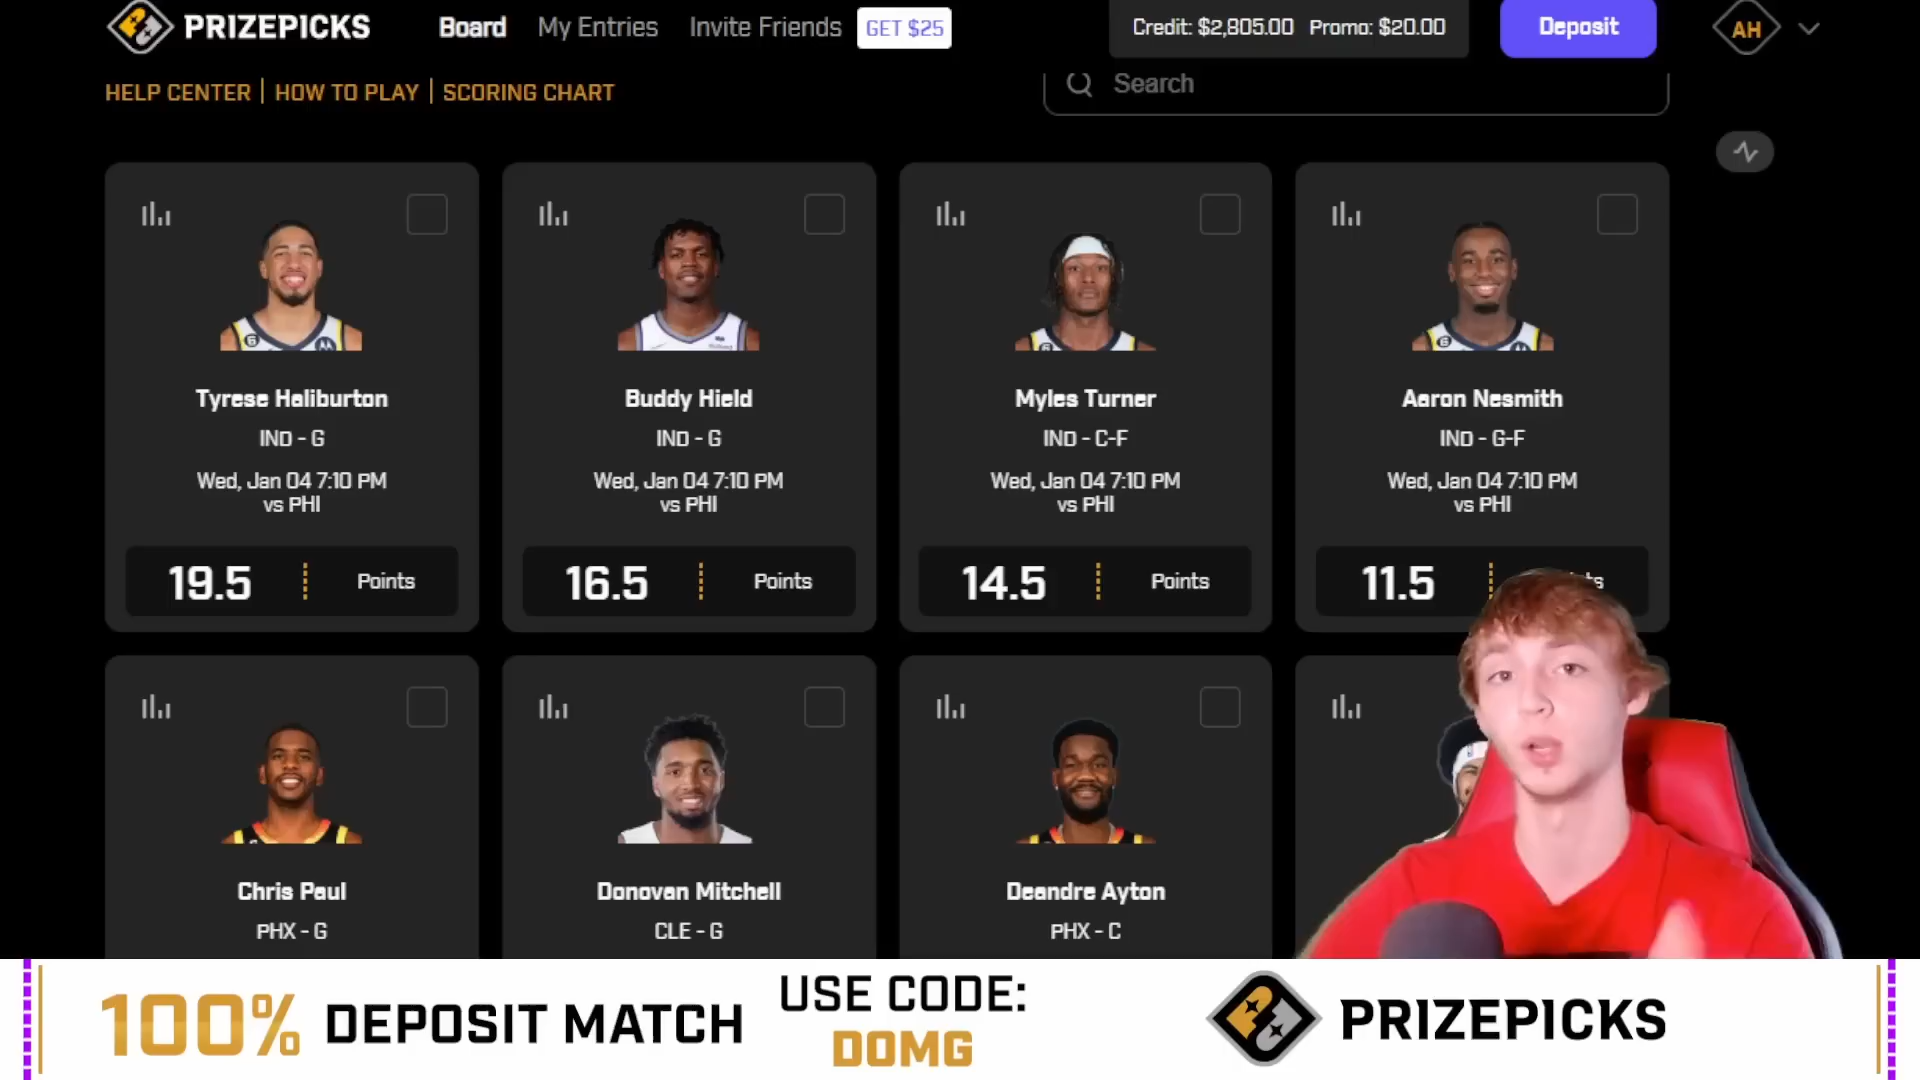 PRIZEPICKS Board My Entries Invite Friends GET $25 Credit: $2,805.00 Promo: $20.00 Deposit AH
HELP CENTER | HOW TO PLAY | SCORING CHART Search
Tyrese Haliburton
IND - G
Wed, Jan 04 7:10 PM
vs PHI
19.5 Points
Buddy Hield
IND - G
Wed, Jan 04 7:10 PM
vs PHI
16.5 Points
Myles Turner
IND - C-F
Wed, Jan 04 7:10 PM
vs PHI
14.5 Points
Aaron Nesmith
IND - G-F
Wed, Jan 04 7:10 PM
vs PHI
11.5
Chris Paul
PHX - G
Donovan Mitchell
CLE - G
Deandre Ayton
PHX - C
100% DEPOSIT MATCH
USE CODE:
DOMG
PRIZEPICKS